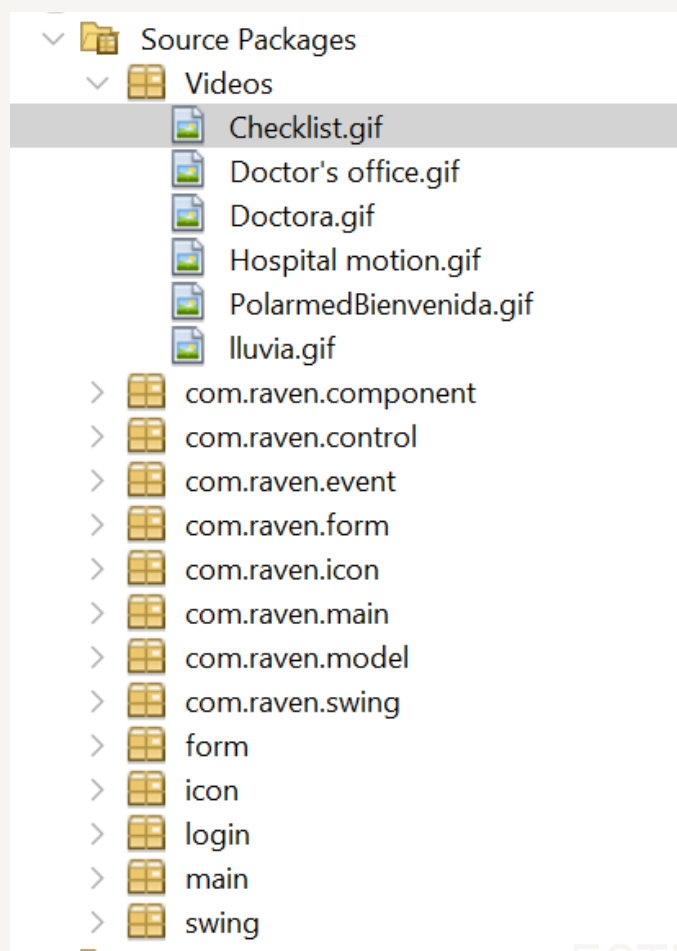 Source Packages
Videos
Checklist.gif
Doctor's office.gif
Doctora.gif
Hospital motion.gif
PolarmedBienvenida.gif
lluvia.gif
com.raven.component
com.raven.control
com.raven.event
com.raven.form
com.raven.icon
com.raven.main
com.raven.model
com.raven.swing
form
icon
login
main
swing